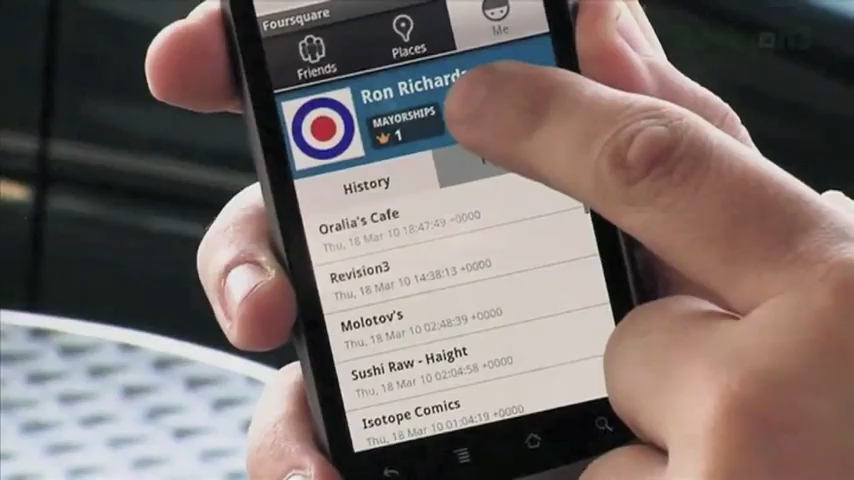 Foursquare
Friends
Places
Me
Ron Richards
MAYORSHIPS
1
History
Oralia's Cafe
Thu, 18 Mar 10 18:47:49 +0000
Revision3
Thu, 18 Mar 10 14:38:13 +0000
Molotov's
Thu, 18 Mar 10 02:48:39 +0000
Sushi Raw - Haight
Thu, 18 Mar 10 02:04:58 +0000
Isotope Comics
Thu, 18 Mar 10 01:04:19 +0000